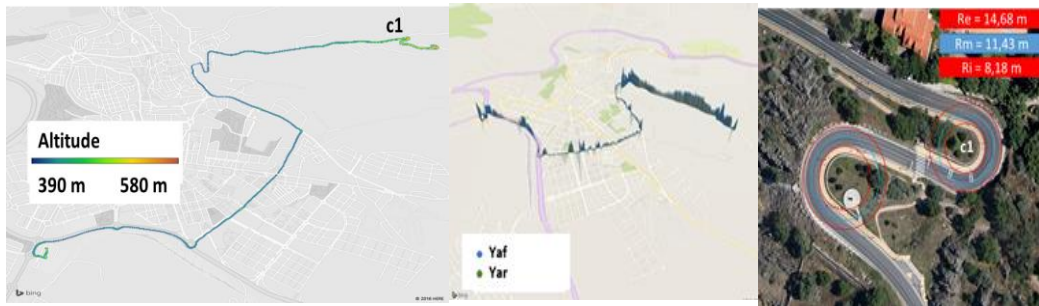 c1
Altitude
390 m 580 m
bing
© 2016 HERE
Yaf
Yar
bing
Re = 14,68 m
Rm = 11,43 m
Ri = 8,18 m
c1